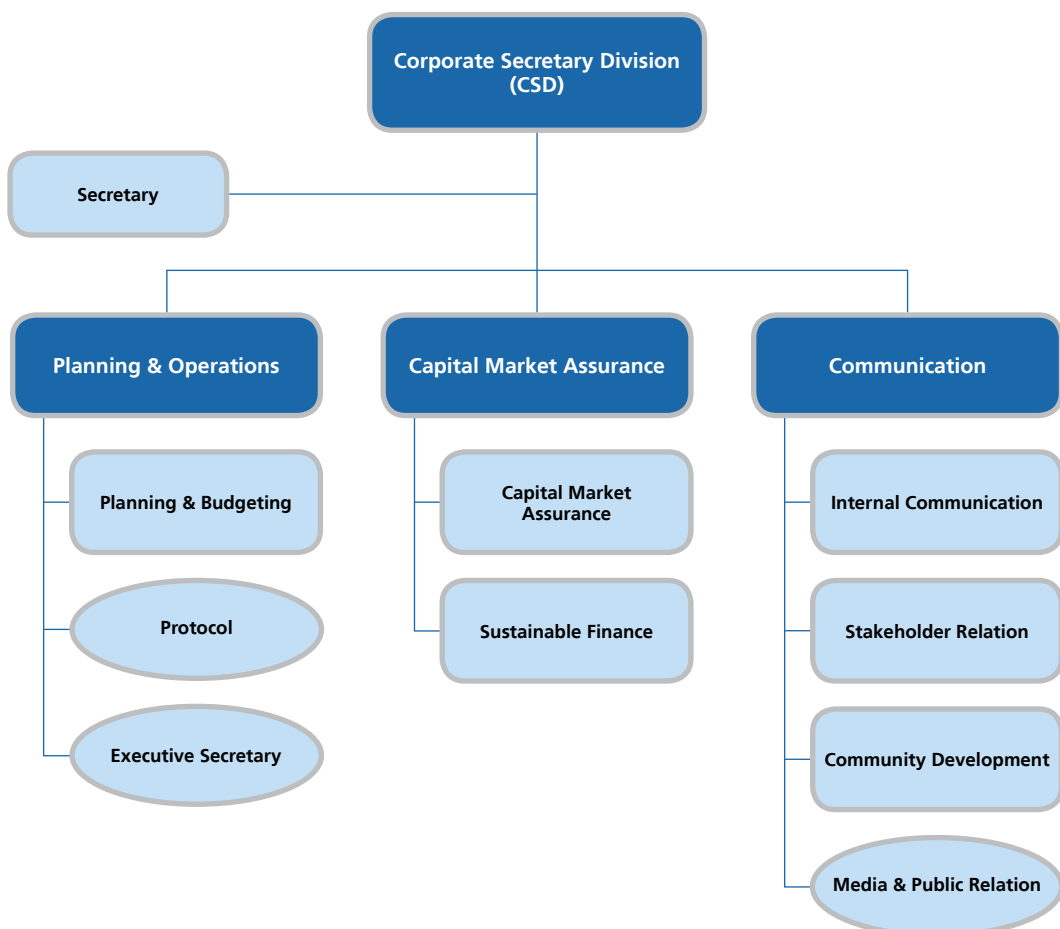 Corporate Secretary Division
(CSD)
Secretary
Planning & Operations
Capital Market Assurance
Communication
Planning & Budgeting
Protocol
Executive Secretary
Capital Market
Assurance
Sustainable Finance
Internal Communication
Stakeholder Relation
Community Development
Media & Public Relation